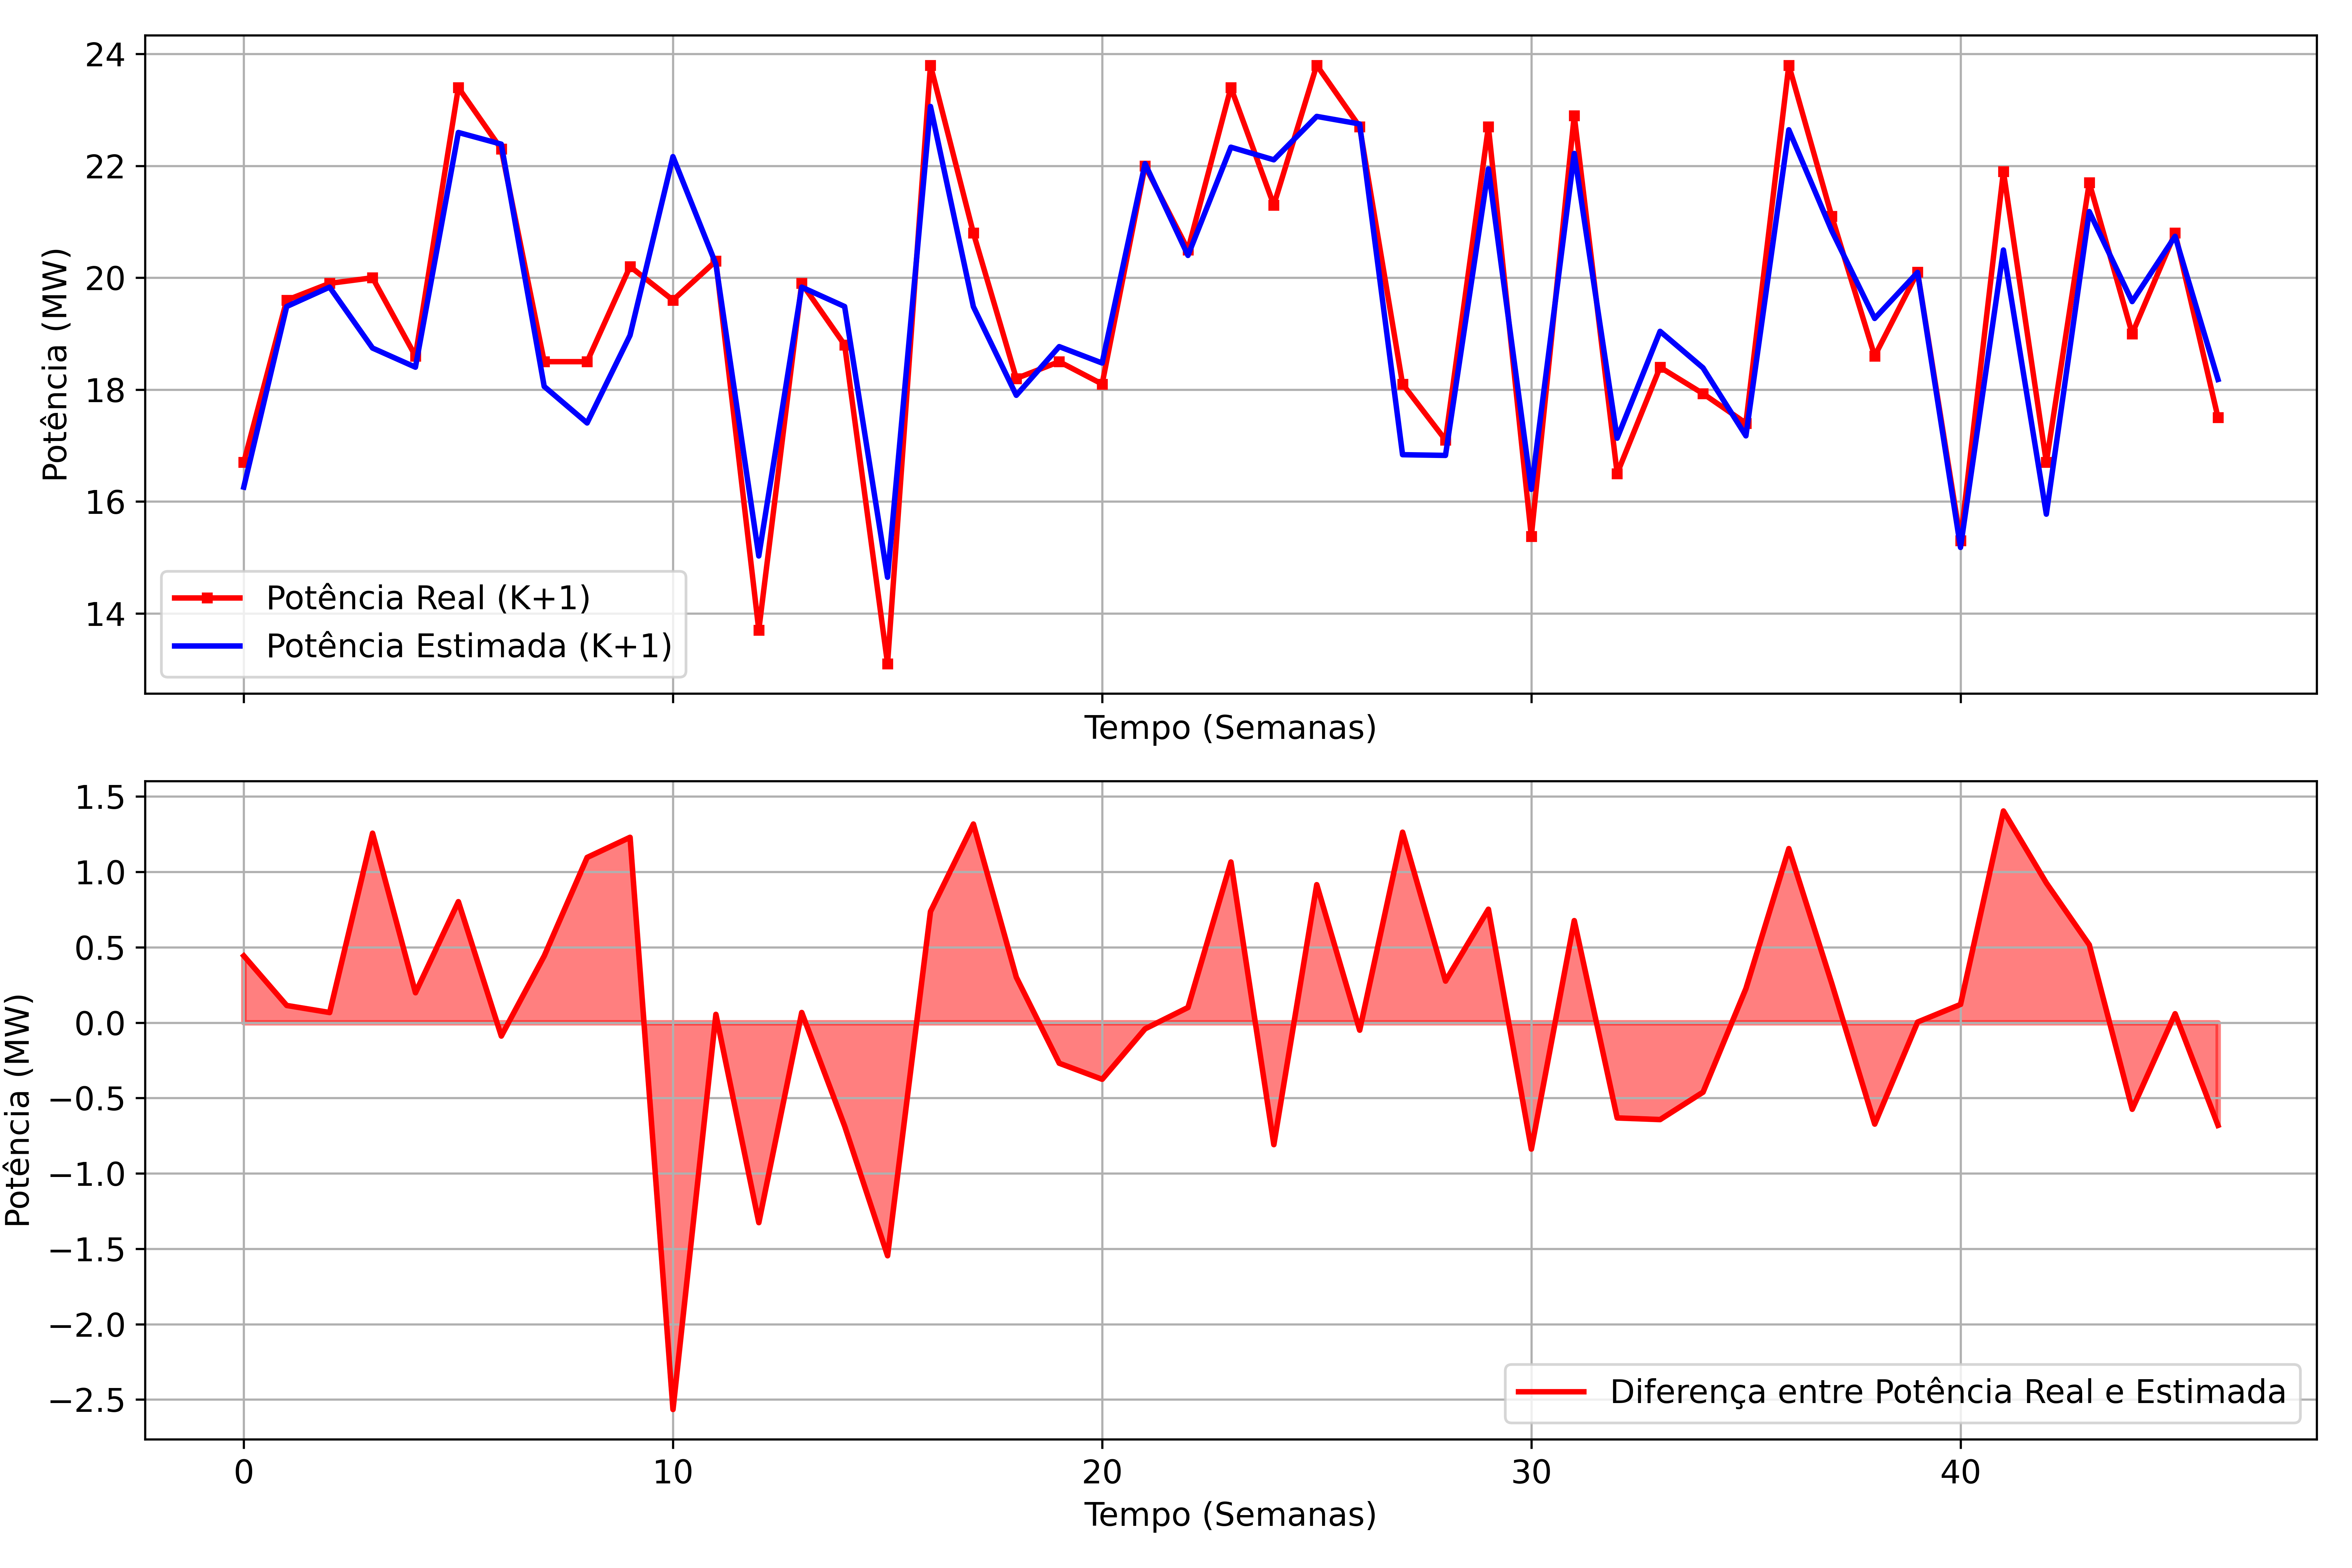 24
22
20
18
16
14
Potência (MW)
Potência Real (K+1)
Potência Estimada (K+1)
Tempo (Semanas)
1.5
1.0
0.5
0.0
−0.5
−1.0
−1.5
−2.0
−2.5
Potência (MW)
Diferença entre Potência Real e Estimada
0 10 20 30 40
Tempo (Semanas)